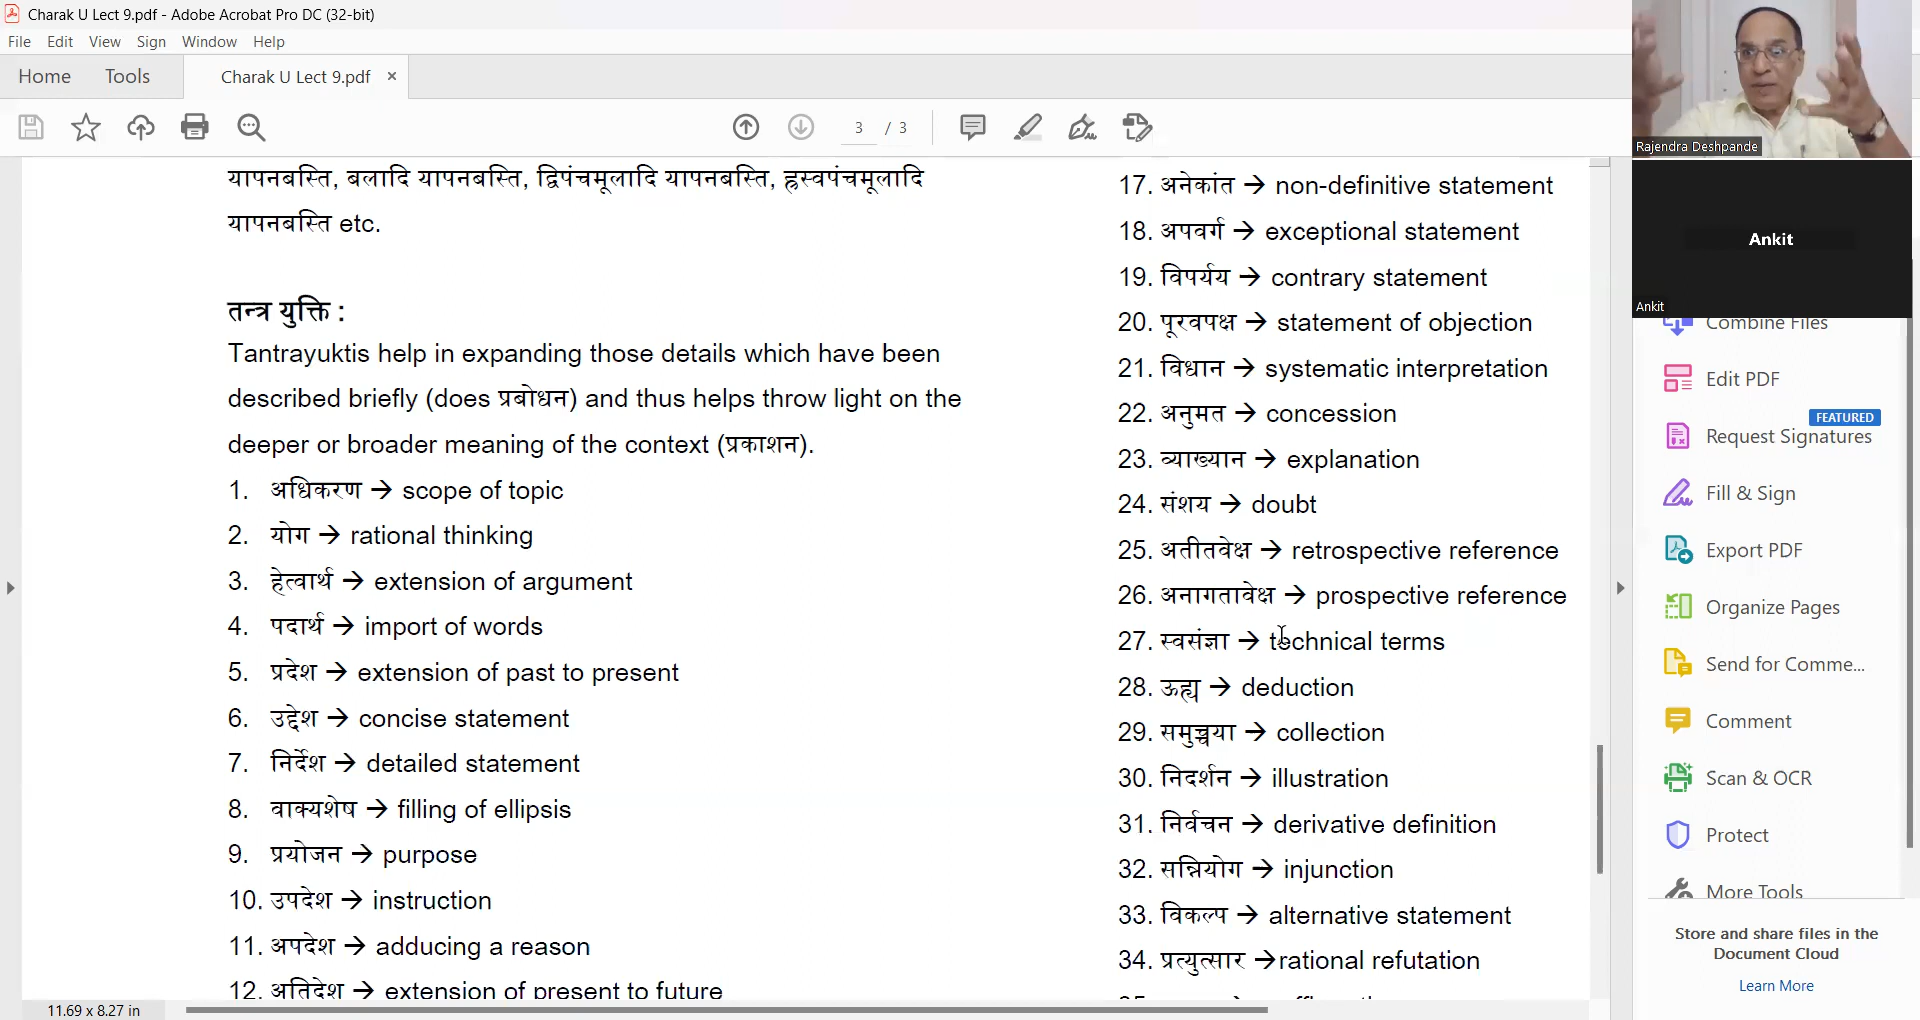 Charak U Lect 9.pdf - Adobe Acrobat Pro DC (32-bit)
File Edit View Sign Window Help
Home Tools Charak U Lect 9.pdf ×
3 / 3
यापनबस्ति, बलादि यापनबस्ति, द्विपंचमूलादि यापनबस्ति, ह्रस्वपंचमूलादि
यापनबस्ति etc.
तन्त्र युक्ति :
Tantrayuktis help in expanding those details which have been
described briefly (does प्रबोधन) and thus helps throw light on the
deeper or broader meaning of the context (प्रकाशन).
1. अधिकरण → scope of topic
2. योग → rational thinking
3. हेत्वार्थ → extension of argument
4. पदार्थ → import of words
5. प्रदेश → extension of past to present
6. उद्देश → concise statement
7. निर्देश → detailed statement
8. वाक्यशेष → filling of ellipsis
9. प्रयोजन → purpose
10. उपदेश → instruction
11. अपदेश → adducing a reason
12. अतिदेश → extension of present to future
17. अनेकांत → non-definitive statement
18. अपवर्ग → exceptional statement
19. विपर्यय → contrary statement
20. पूरवपक्ष → statement of objection
21. विधान → systematic interpretation
22. अनुमत → concession
23. व्याख्यान → explanation
24. संशय → doubt
25. अतीतवेक्ष → retrospective reference
26. अनागतावेक्ष → prospective reference
27. स्वसंज्ञा → technical terms
28. ऊह्य → deduction
29. समुच्चया → collection
30. निदर्शन → illustration
31. निर्वचन → derivative definition
32. सन्नियोग → injunction
33. विकल्प → alternative statement
34. प्रत्युत्सार →rational refutation
11.69 x 8.27 in
Rajendra Deshpande
Ankit
Ankit
Combine Files
Edit PDF
FEATURED
Request Signatures
Fill & Sign
Export PDF
Organize Pages
Send for Comme...
Comment
Scan & OCR
Protect
More Tools
Store and share files in the
Document Cloud
Learn More